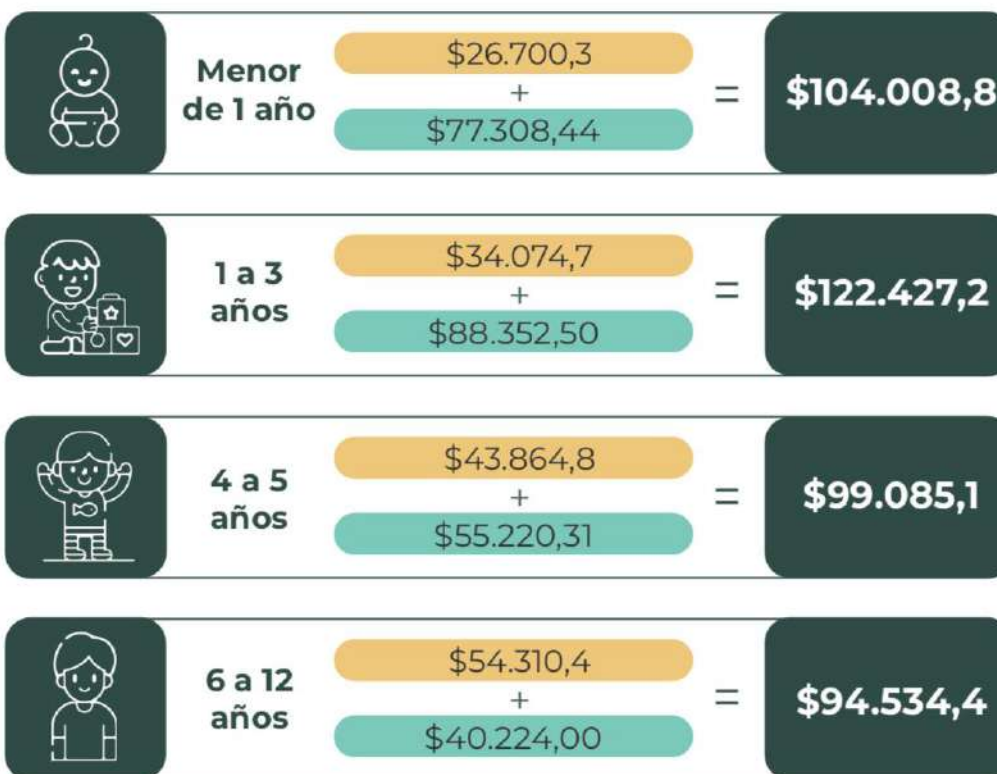 Menor
de 1 año
$26.700,3
+
$77.308,44
=
$104.008,8
1 a 3
años
$34.074,7
+
$88.352,50
=
$122.427,2
4 a 5
años
$43.864,8
+
$55.220,31
=
$99.085,1
6 a 12
años
$54.310,4
+
$40.224,00
=
$94.534,4